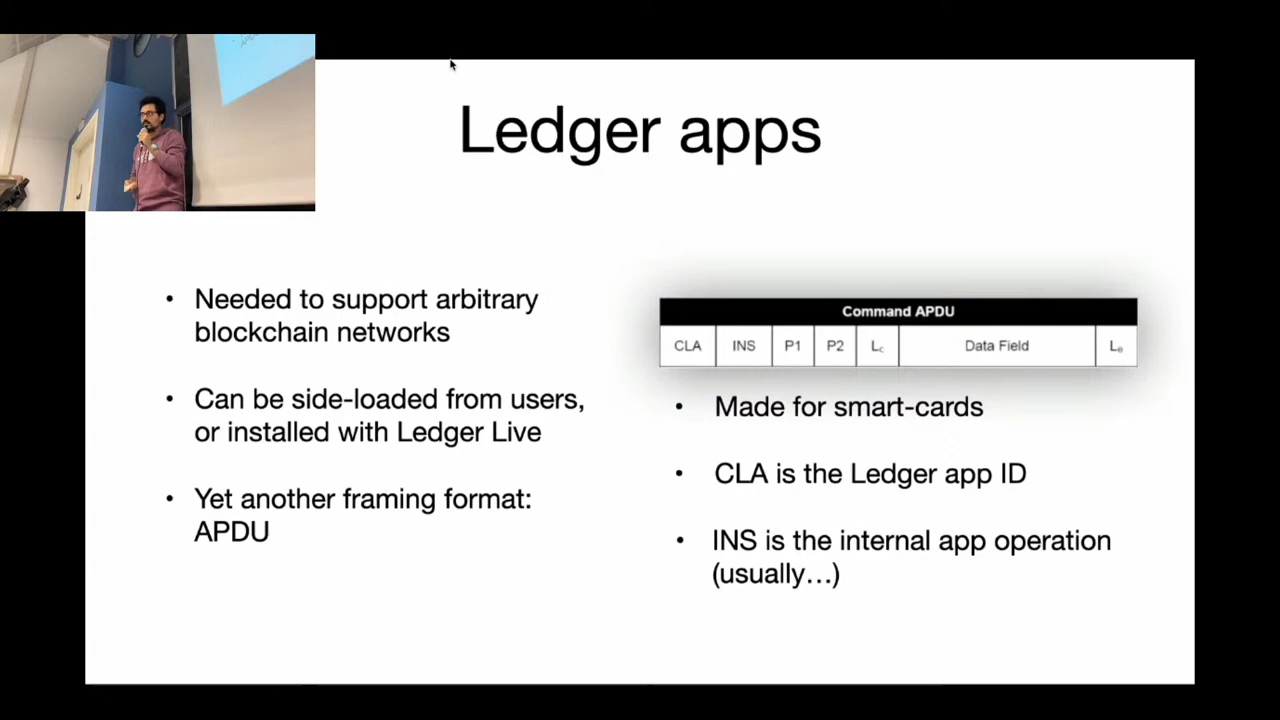 Ledger apps
• Needed to support arbitrary
blockchain networks
• Can be side-loaded from users,
or installed with Ledger Live
• Yet another framing format:
APDU
Command APDU
CLA INS P1 P2 Lc Data Field Le
• Made for smart-cards
• CLA is the Ledger app ID
• INS is the internal app operation
(usually…)